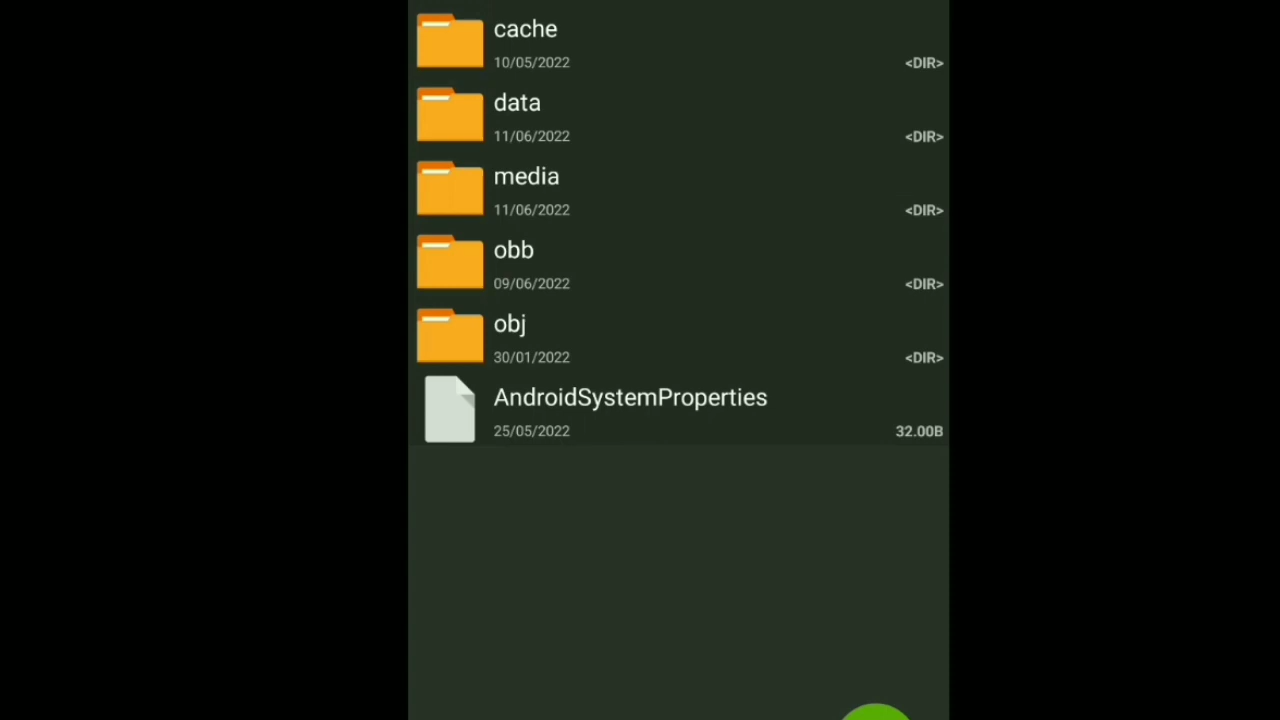 cache
10/05/2022 <DIR>
data
11/06/2022 <DIR>
media
11/06/2022 <DIR>
obb
09/06/2022 <DIR>
obj
30/01/2022 <DIR>
AndroidSystemProperties
25/05/2022 32.00B